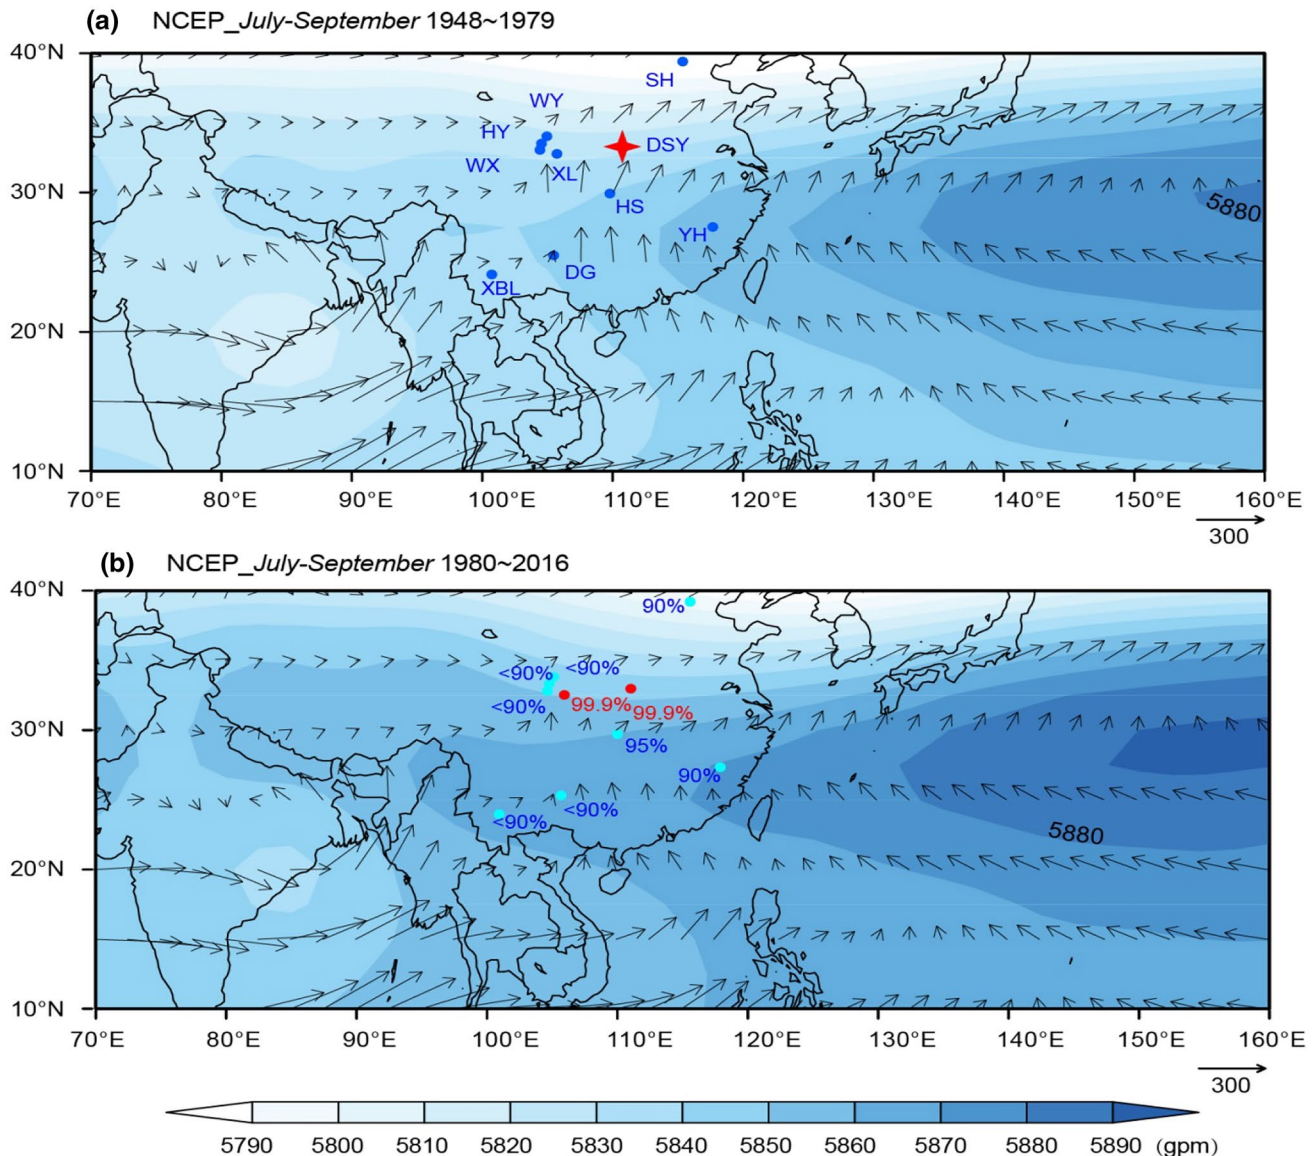 (a) NCEP_July-September 1948~1979
40°N
SH
WY
HY
DSY
WX
XL
30°N
HS
5880
YH
DG
XBL
20°N
10°N
70°E 80°E 90°E 100°E 110°E 120°E 130°E 140°E 150°E 160°E
300
(b) NCEP_July-September 1980~2016
40°N
90%
<90% <90%
<90% 99.9% 99.9%
30°N
95%
90%
<90%
<90%
5880
20°N
10°N
70°E 80°E 90°E 100°E 110°E 120°E 130°E 140°E 150°E 160°E
300
5790 5800 5810 5820 5830 5840 5850 5860 5870 5880 5890 (gpm)